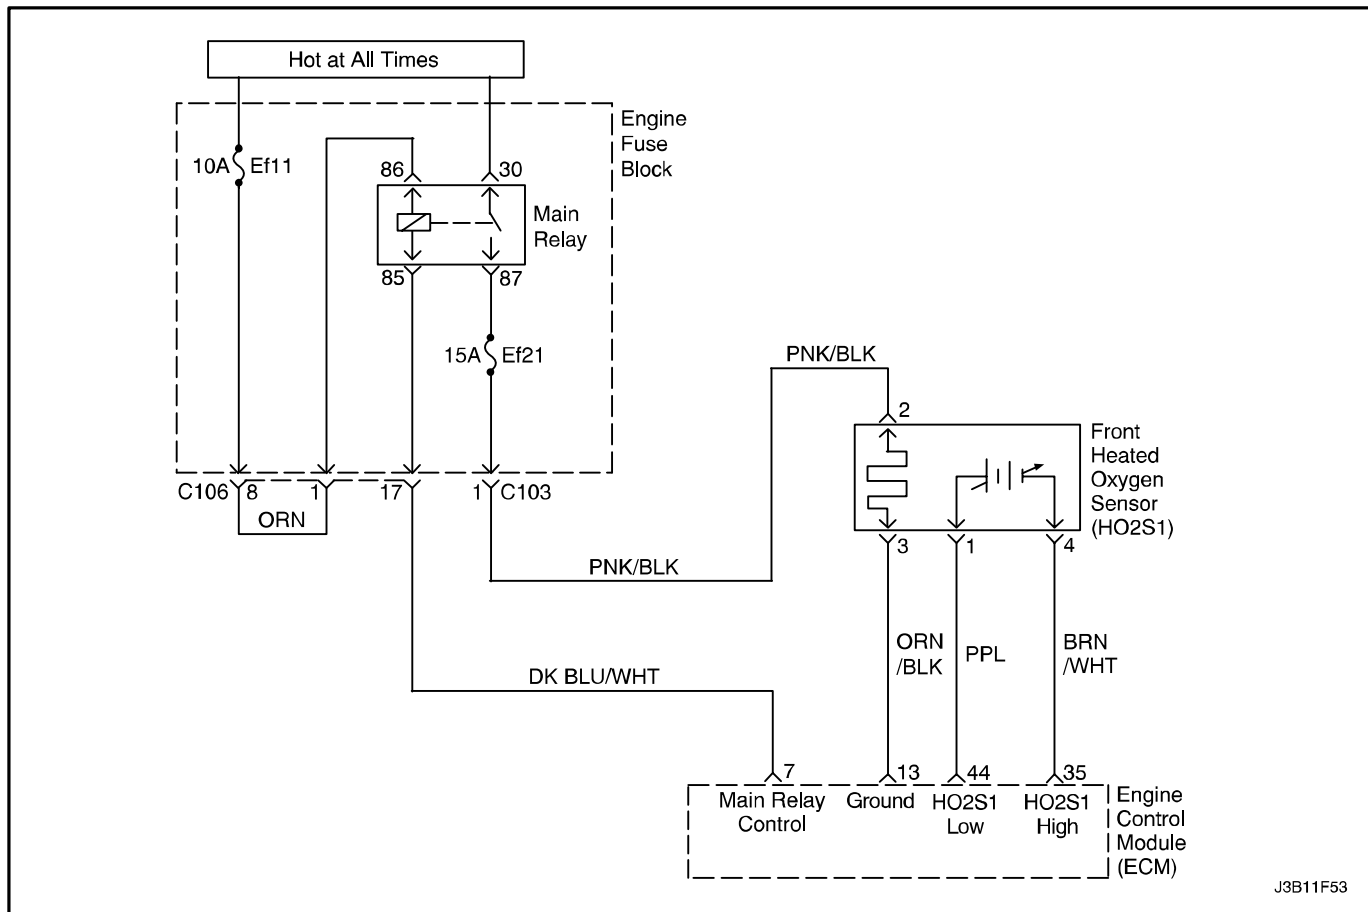 Hot at All Times
Engine
Fuse
Block
10A Ef11
86
30
Main
Relay
85
87
15A Ef21
C106 8
1
17
1 C103
ORN
PNK/BLK
PNK/BLK
2
Front
Heated
Oxygen
Sensor
(HO2S1)
3
1
4
ORN
/BLK
PPL
BRN
/WHT
DK BLU/WHT
7
13
44
35
Main Relay
Control
Ground
HO2S1
Low
HO2S1
High
Engine
Control
Module
(ECM)
J3B11F53